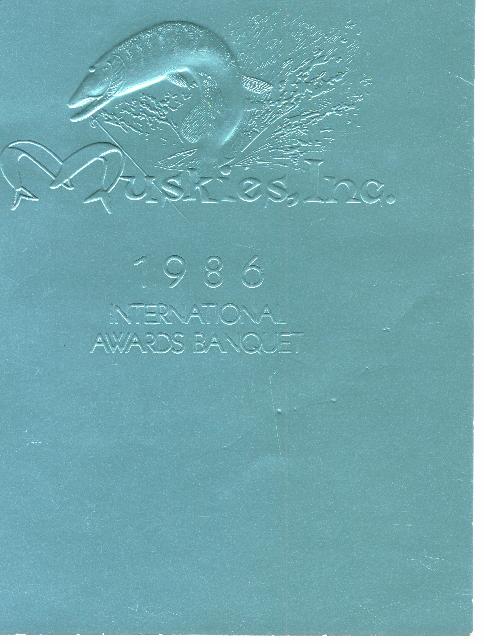 Muskies, Inc.
1986
INTERNATIONAL
AWARDS BANQUET